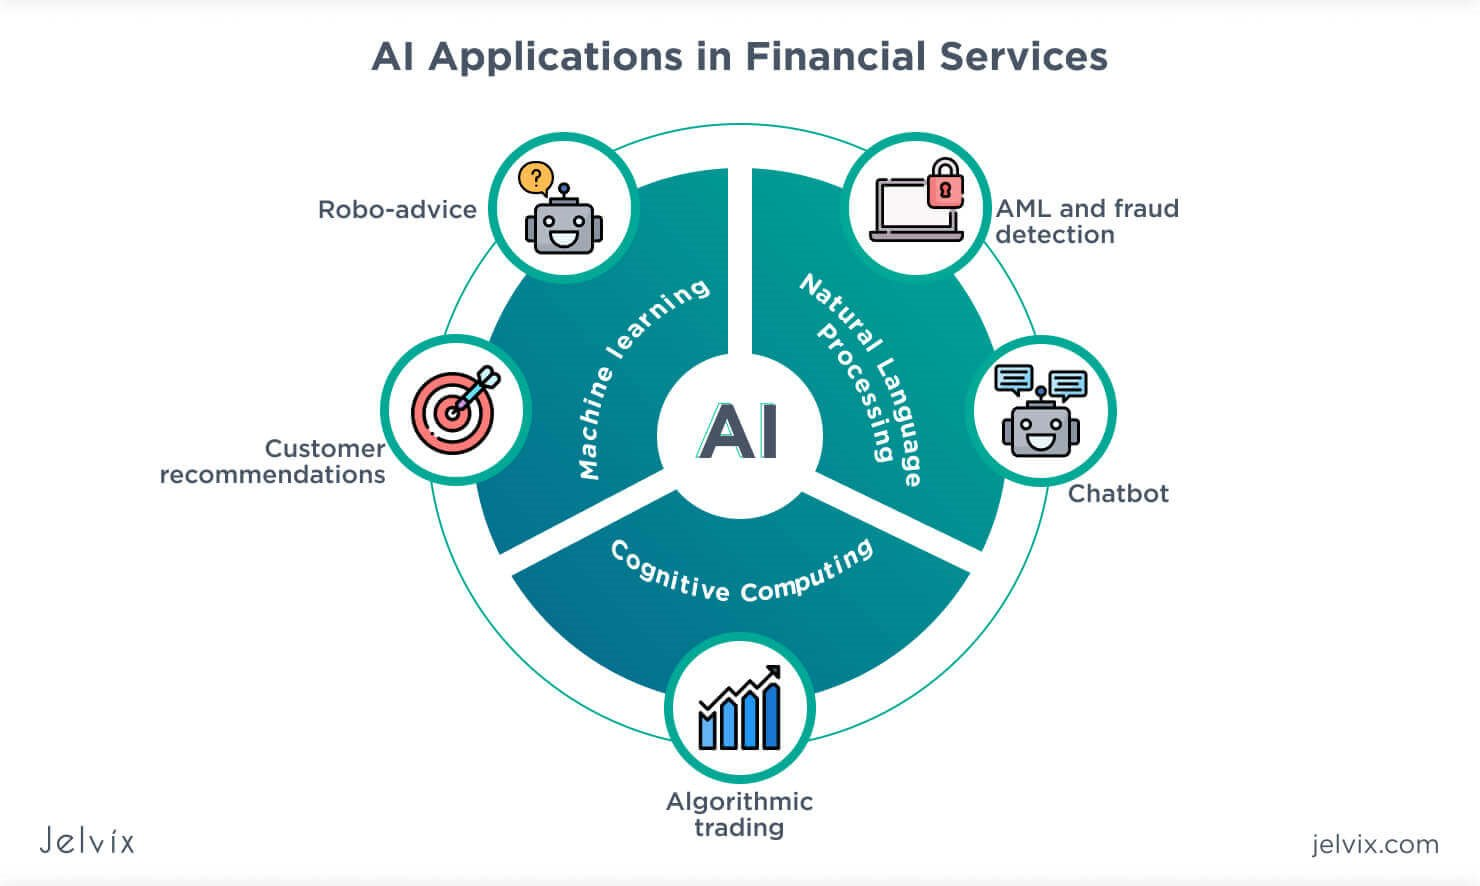 AI Applications in Financial Services
Robo-advice
?
AML and fraud
detection
Machine learning
Natural Language
Processing
AI
Customer
recommendations
Chatbot
Cognitive Computing
Algorithmic
trading
Jelvix
jelvix.com